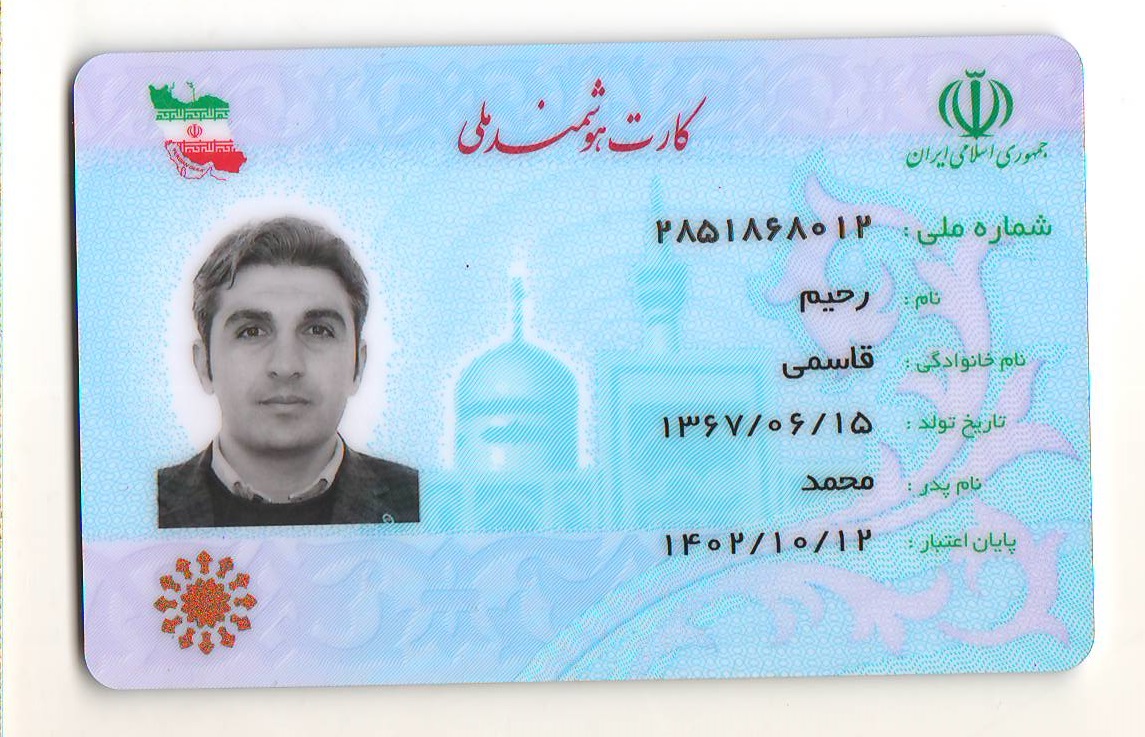 جمهوری اسلامی ایران
کارت هوشمند ملی
شماره ملی : ۲۸۵۱۸۶۸۰۱۲
نام : رحیم
نام خانوادگی : قاسمی
تاریخ تولد : ۱۳۶۷/۰۶/۱۵
نام پدر : محمد
پایان اعتبار : ۱۴۰۲/۱۰/۱۲